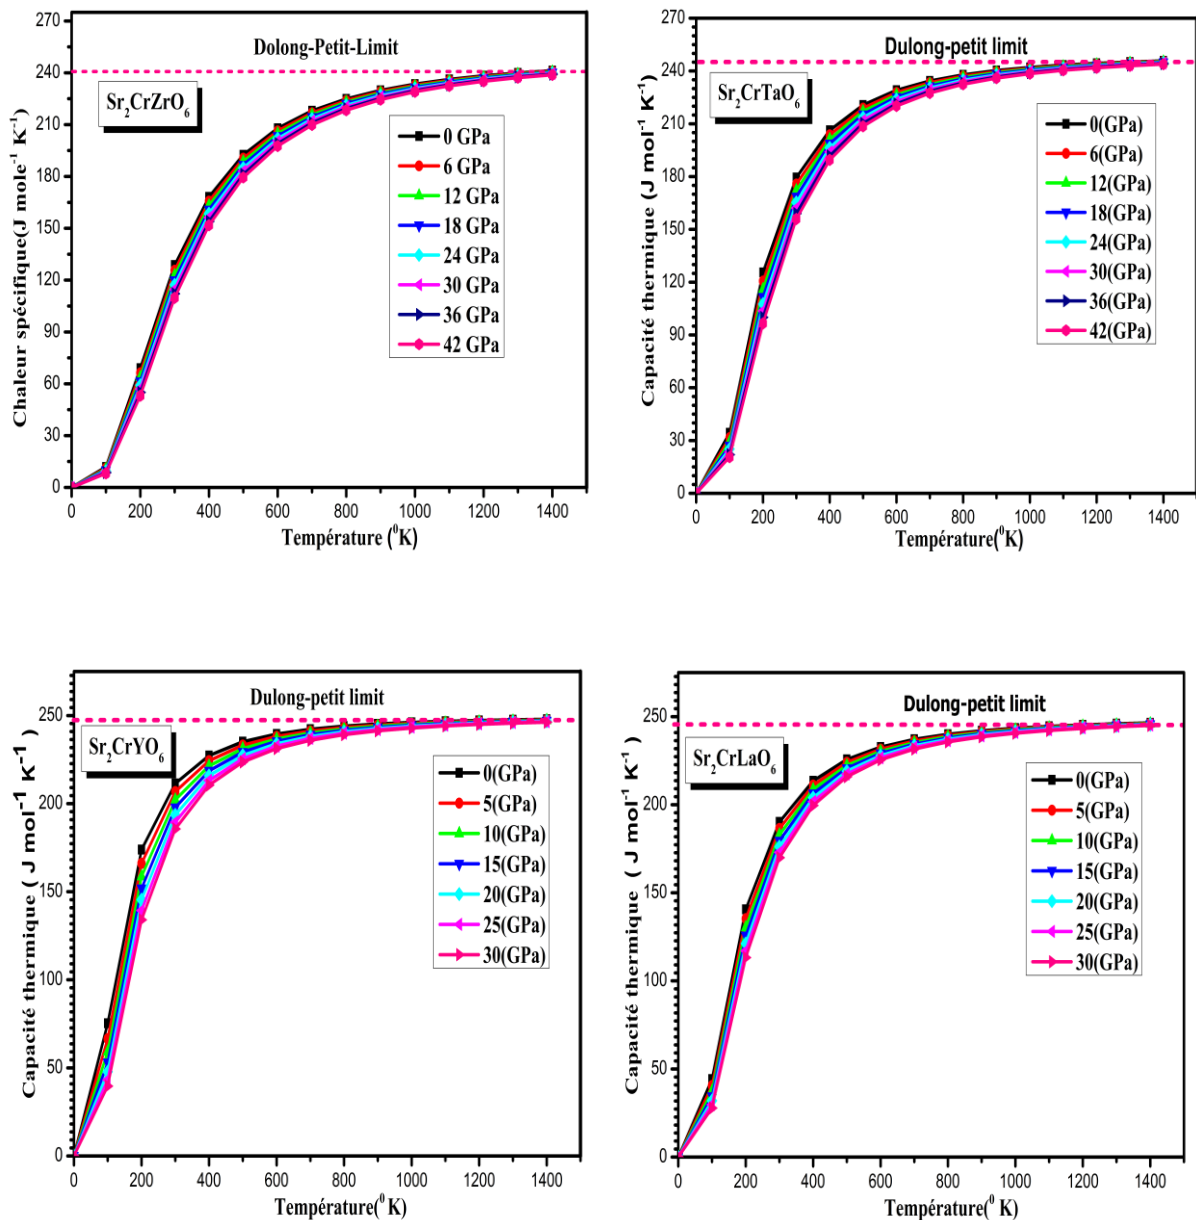 Dolong-Petit-Limit
Sr2CrZrO6
0 GPa
6 GPa
12 GPa
18 GPa
24 GPa
30 GPa
36 GPa
42 GPa
Chaleur spécifique(J mole-1 K-1)
270
240
210
180
150
120
90
60
30
0
0 200 400 600 800 1000 1200 1400
Température (0K)
Dulong-petit limit
Sr2CrTaO6
0(GPa)
6(GPa)
12(GPa)
18(GPa)
24(GPa)
30(GPa)
36(GPa)
42(GPa)
Capacité thermique (J mol-1 K-1)
270
240
210
180
150
120
90
60
30
0
0 200 400 600 800 1000 1200 1400
Température(0K)
Dulong-petit limit
Sr2CrYO6
0(GPa)
5(GPa)
10(GPa)
15(GPa)
20(GPa)
25(GPa)
30(GPa)
Capacité thermique ( J mol-1 K-1 )
250
200
150
100
50
0
0 200 400 600 800 1000 1200 1400
Température(0 K)
Dulong-petit limit
Sr2CrLaO6
0(GPa)
5(GPa)
10(GPa)
15(GPa)
20(GPa)
25(GPa)
30(GPa)
Capacité thermique ( J mol-1 K-1 )
250
200
150
100
50
0
0 200 400 600 800 1000 1200 1400
Température(0 K)